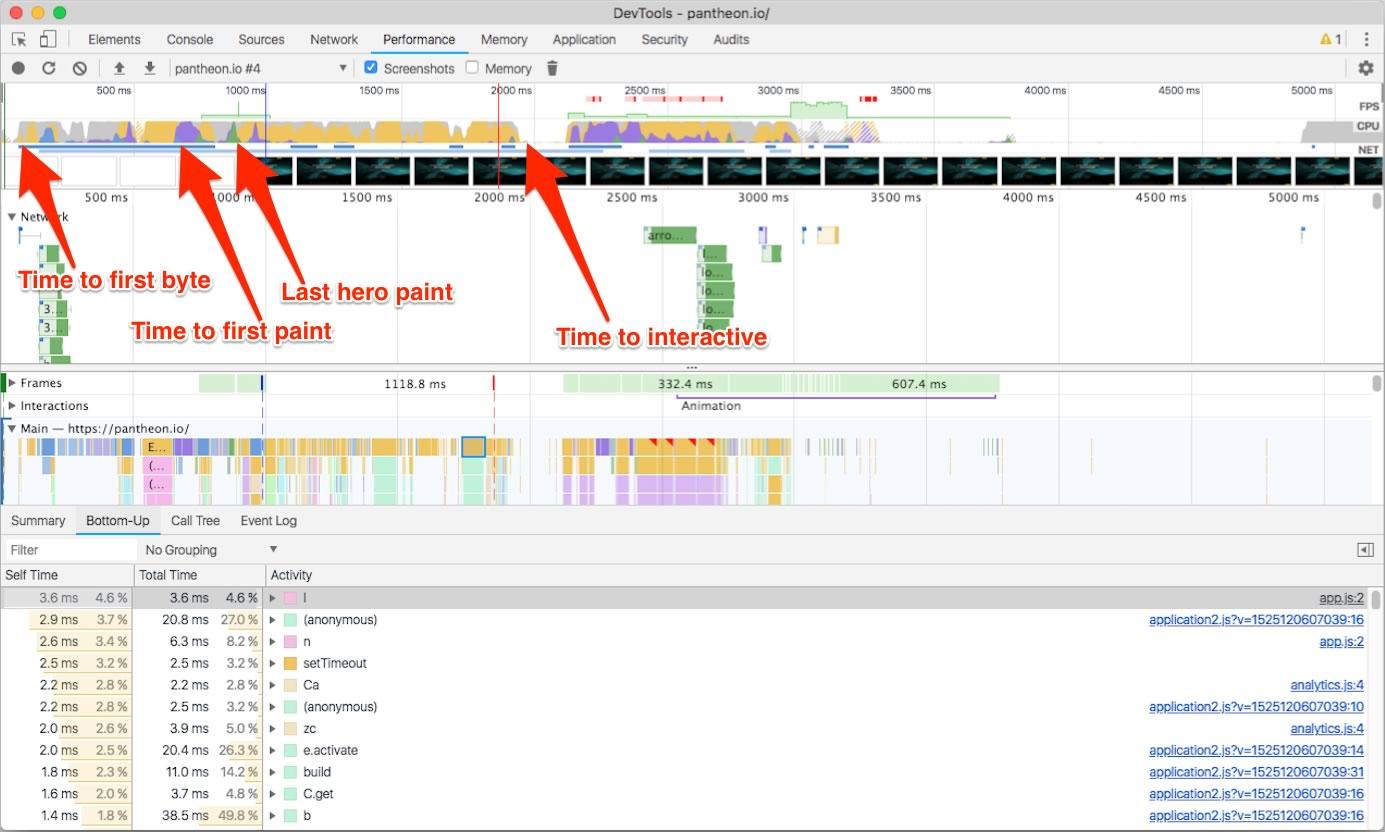 DevTools - pantheon.io/
Elements Console Sources Network Performance Memory Application Security Audits 1
pantheon.io #4 Screenshots Memory
500 ms 1000 ms 1500 ms 2000 ms 2500 ms 3000 ms 3500 ms 4000 ms 4500 ms 5000 ms
FPS
CPU
NET
500 ms 1000 ms 1500 ms 2000 ms 2500 ms 3000 ms 3500 ms 4000 ms 4500 ms 5000 ms
Network
arro...
l...
lo...
lo...
lo...
lo...
3...
3...
Time to first byte
Last hero paint
Time to first paint
Time to interactive
Frames 1118.8 ms 332.4 ms 607.4 ms
Interactions Animation
Main — https://pantheon.io/
E...
(...
(...
Summary Bottom-Up Call Tree Event Log
Filter No Grouping
Self Time Total Time Activity
3.6 ms 4.6 % 3.6 ms 4.6 % l app.js:2
2.9 ms 3.7 % 20.8 ms 27.0 % (anonymous) application2.js?v=1525120607039:16
2.6 ms 3.4 % 6.3 ms 8.2 % n app.js:2
2.5 ms 3.2 % 2.5 ms 3.2 % setTimeout
2.2 ms 2.8 % 2.2 ms 2.8 % Ca analytics.js:4
2.2 ms 2.8 % 2.5 ms 3.2 % (anonymous) application2.js?v=1525120607039:10
2.0 ms 2.6 % 3.9 ms 5.0 % zc analytics.js:4
2.0 ms 2.5 % 20.4 ms 26.3 % e.activate application2.js?v=1525120607039:14
1.8 ms 2.3 % 11.0 ms 14.2 % build application2.js?v=1525120607039:31
1.6 ms 2.0 % 3.7 ms 4.8 % C.get application2.js?v=1525120607039:16
1.4 ms 1.8 % 38.5 ms 49.8 % b application2.js?v=1525120607039:16